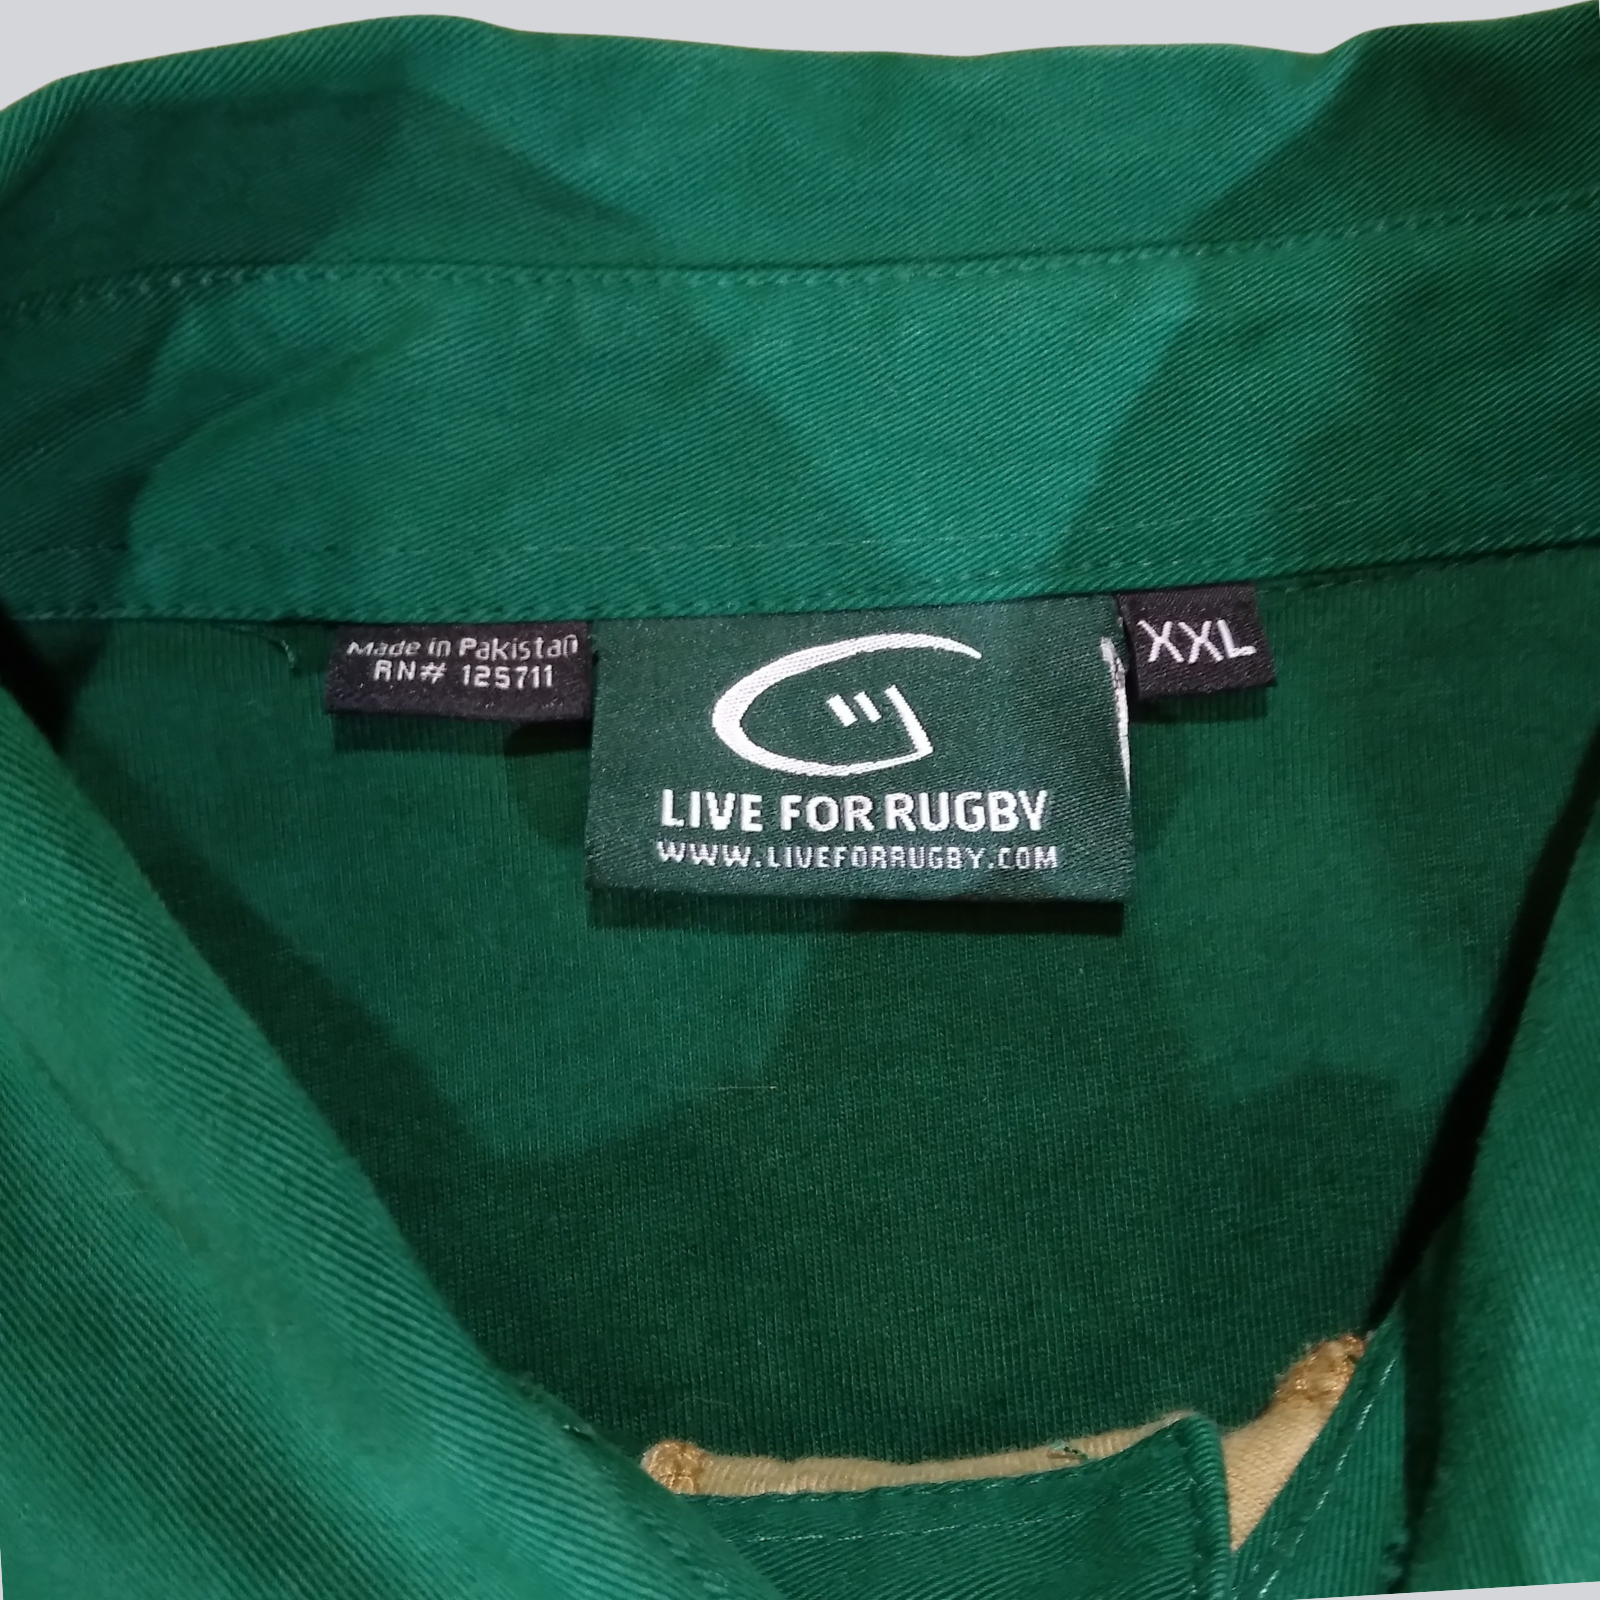 Made in Pakistan
RN# 125711
XXL
LIVE FOR RUGBY
WWW.LIVEFORRUGBY.COM